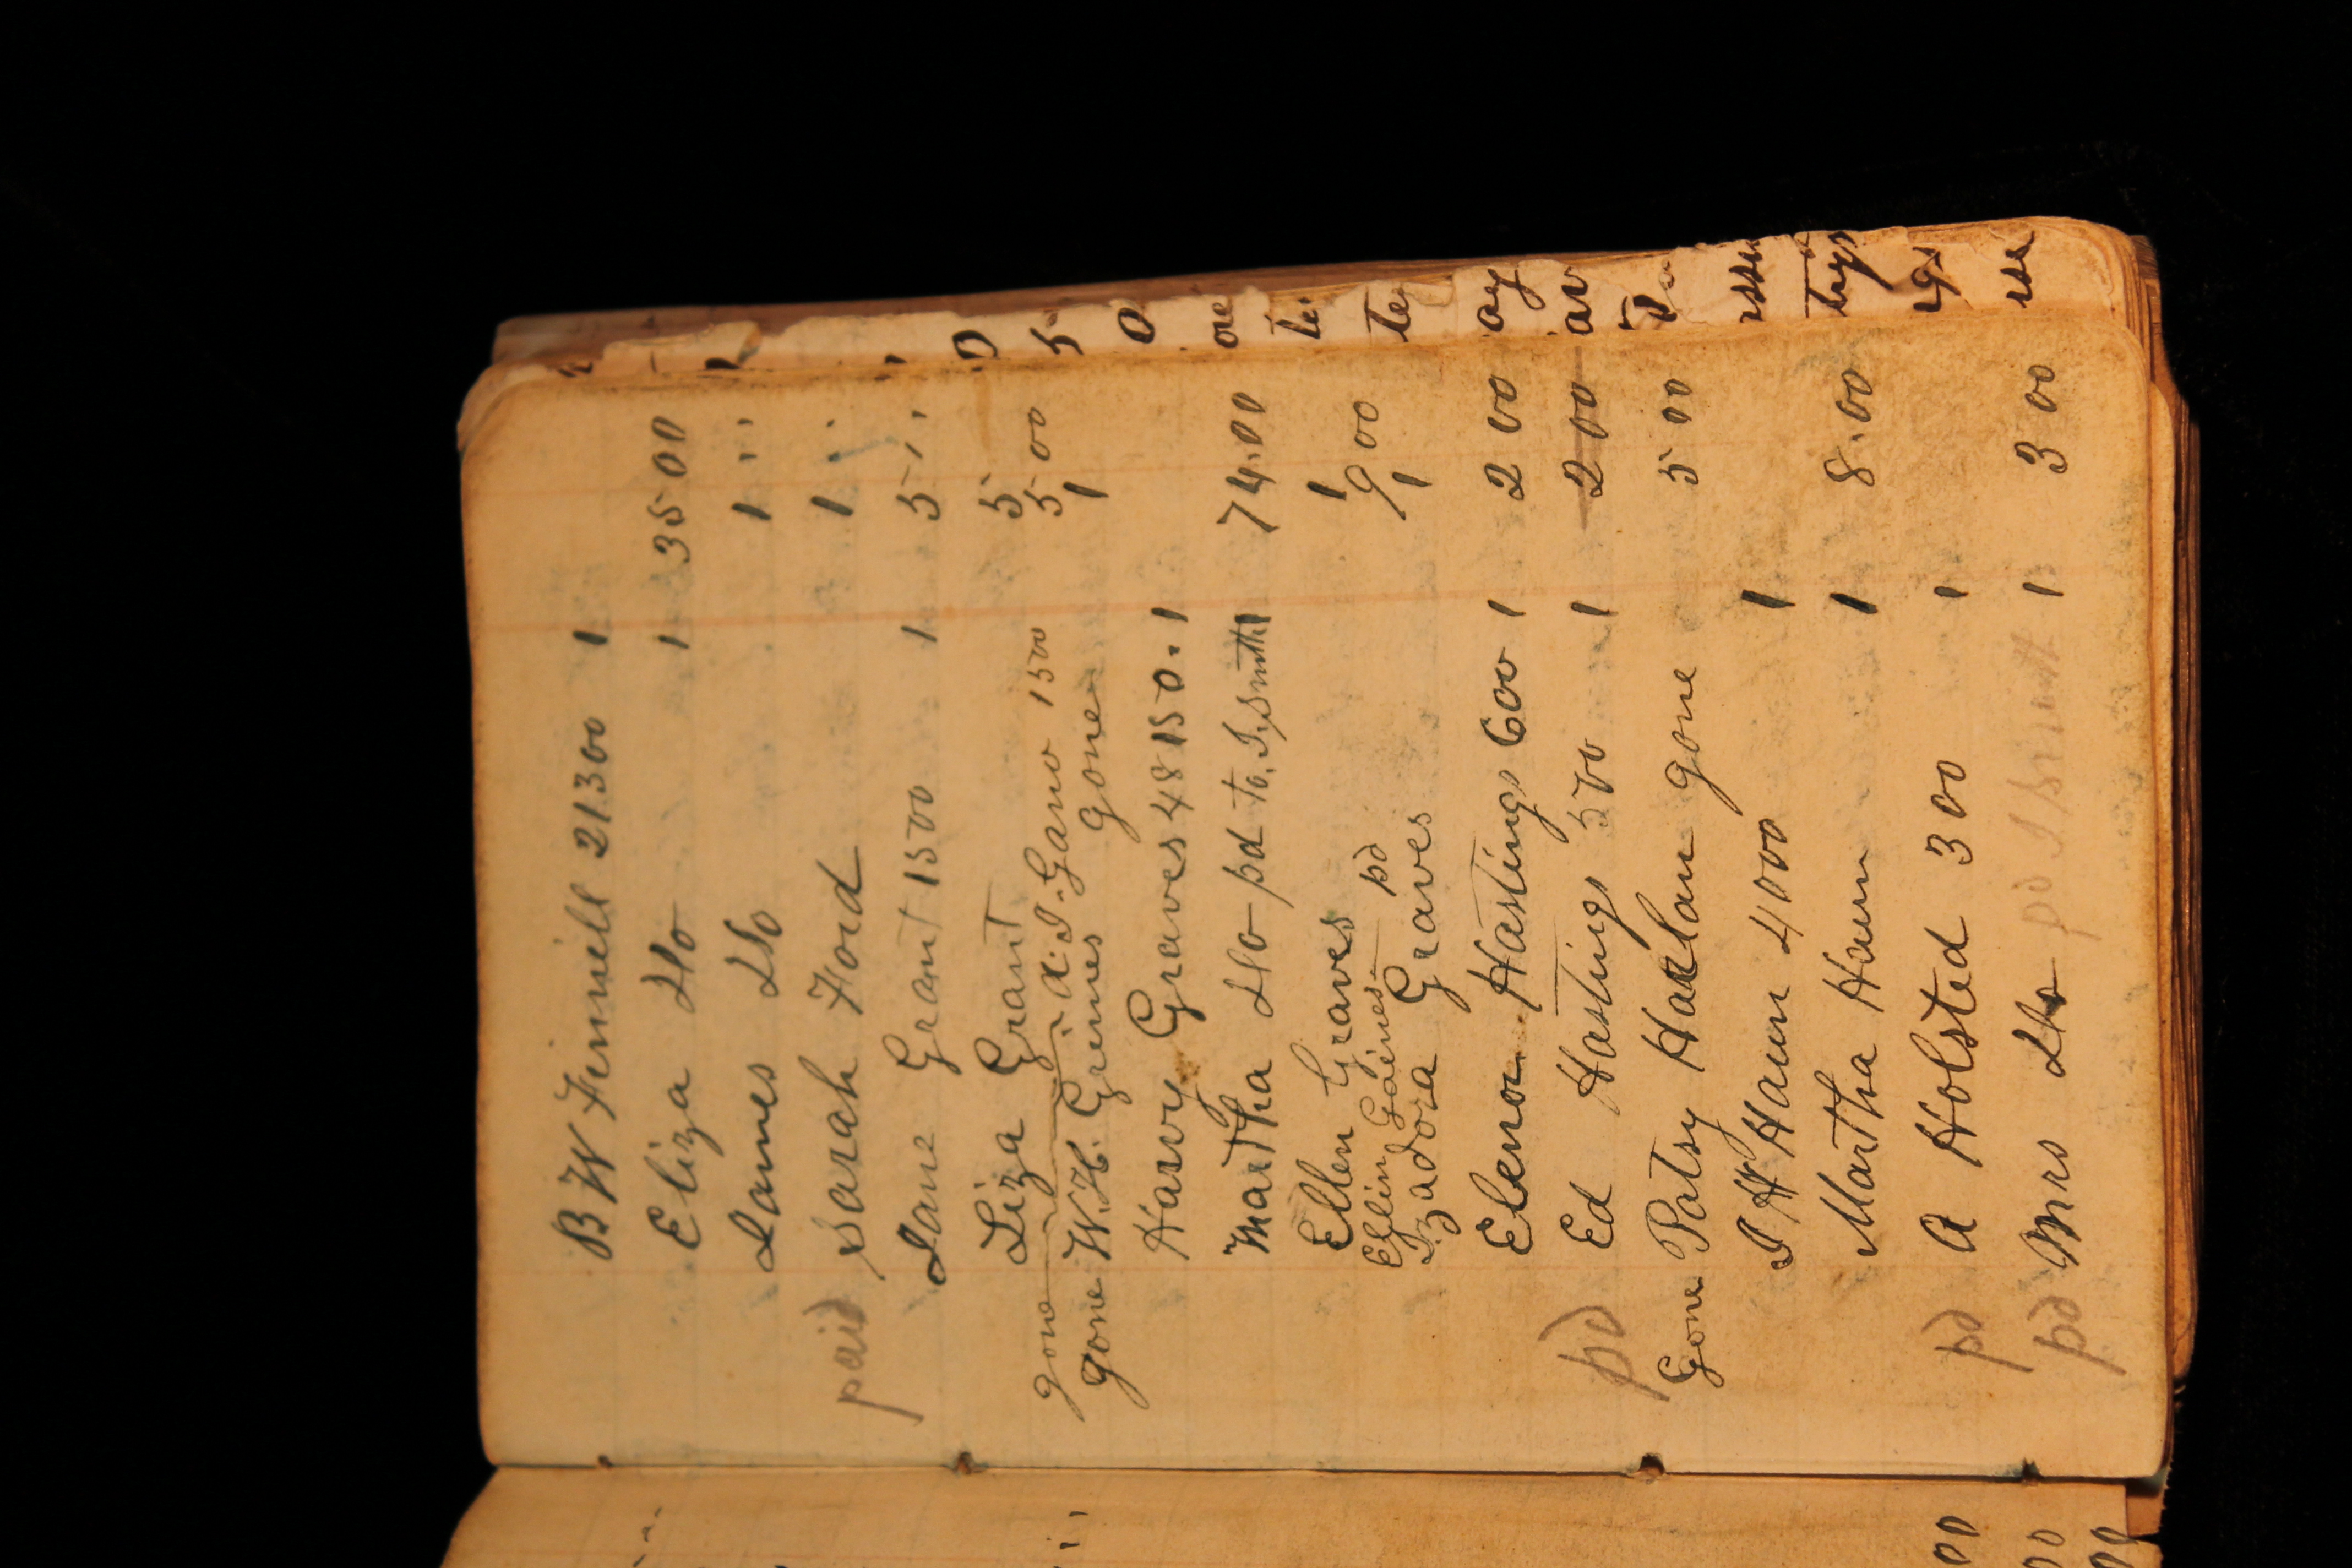 B W Finnell 21300 1
Eliza Do 1 35 00
James Do 1 ''
paid Sarah Ford 1 ''
Jane Grant 1500 1 5 ''
Liza Grant 5
gone A. J. Gano 1500 5 00
gone W. H. Grimes gone 1
Harvy Graves 48150. 1
Martha Do pd to. J. Smith 1 74.00
Ellen Graves 1
Effin Gaines pd 9 00
Izadora Graves 1
Elenor Hastings 600 1 2 00
pd Ed Hastings 500 1 2 00
Gone Patsy Harlan gone 5 00
J H Haun 4000 1
Martha Haun 1 8.00
pd A Holsted 300 1
pd Mrs Do pd J Smith 1 3 00